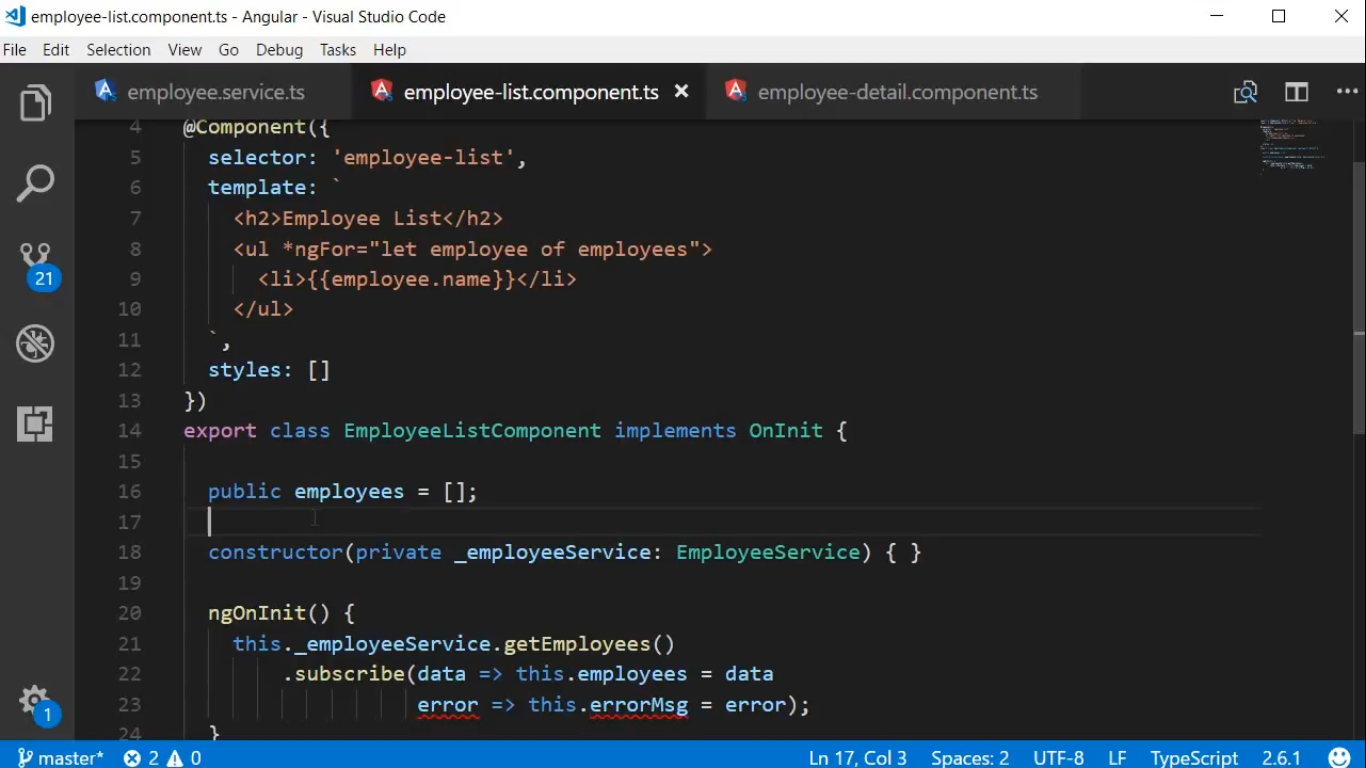 employee-list.component.ts - Angular - Visual Studio Code
File Edit Selection View Go Debug Tasks Help
employee.service.ts employee-list.component.ts employee-detail.component.ts
4 @Component({
5 selector: 'employee-list',
6 template: `
7 <h2>Employee List</h2>
8 <ul *ngFor="let employee of employees">
9 <li>{{employee.name}}</li>
10 </ul>
11 `,
12 styles: []
13 })
14 export class EmployeeListComponent implements OnInit {
15
16 public employees = [];
17
18 constructor(private _employeeService: EmployeeService) { }
19
20 ngOnInit() {
21 this._employeeService.getEmployees()
22 .subscribe(data => this.employees = data
23 error => this.errorMsg = error);
24 }
21
1
master* 2 0 Ln 17, Col 3 Spaces: 2 UTF-8 LF TypeScript 2.6.1